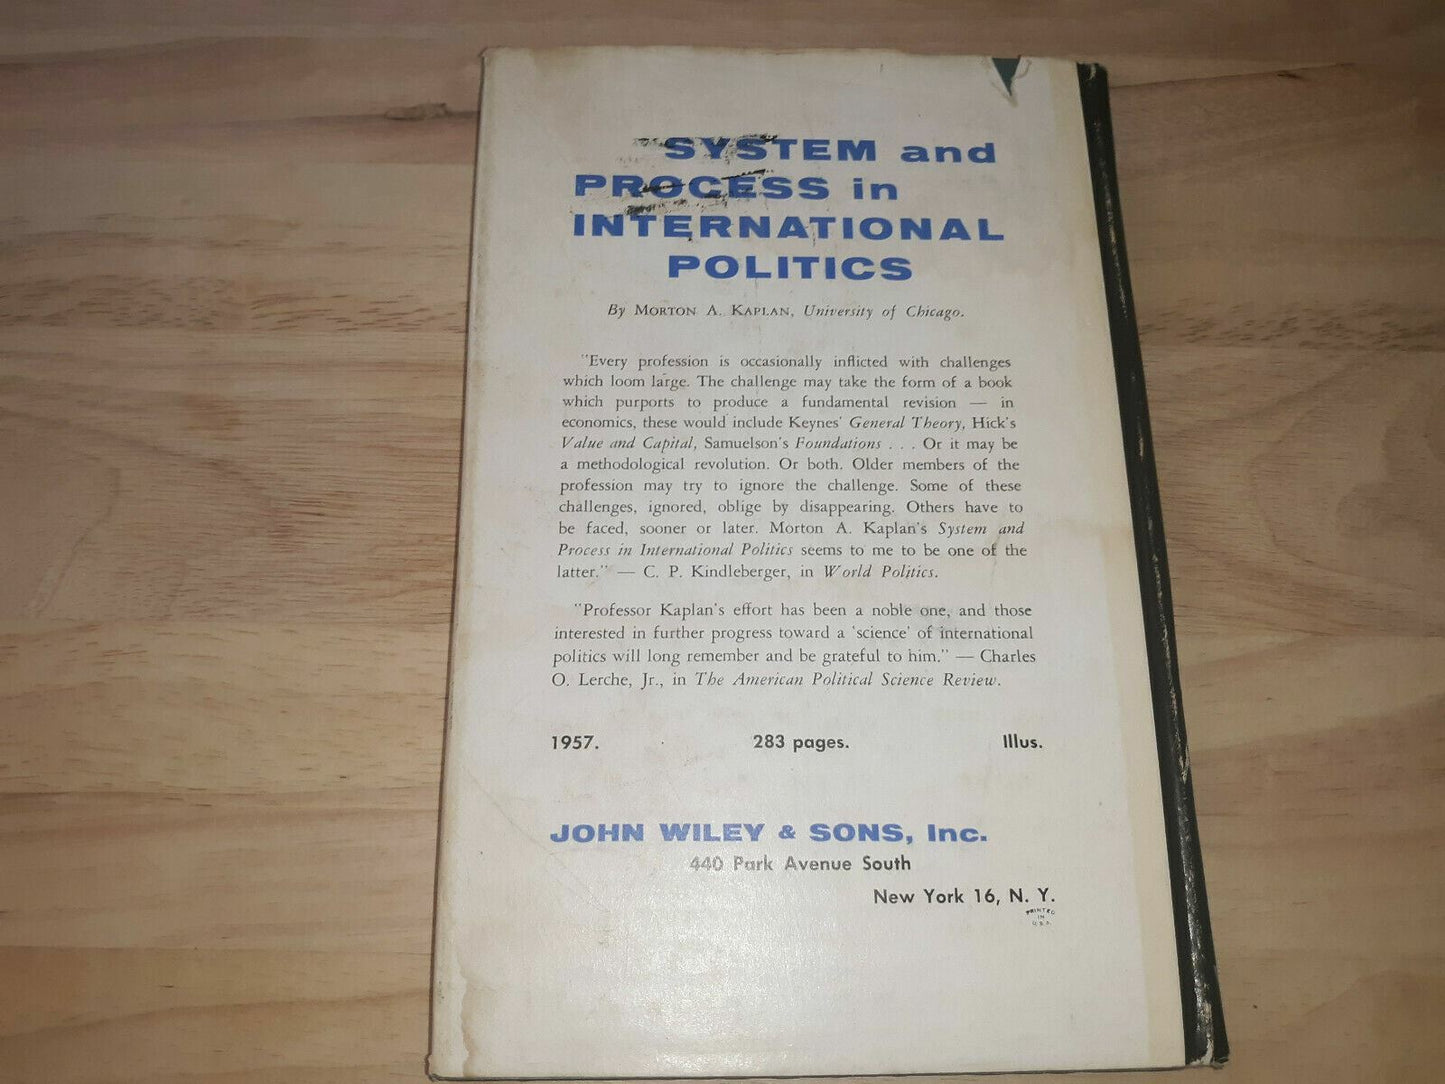 SYSTEM and
PROCESS in
INTERNATIONAL
POLITICS
By MORTON A. KAPLAN, University of Chicago.
"Every profession is occasionally inflicted with challenges
which loom large. The challenge may take the form of a book
which purports to produce a fundamental revision — in
economics, these would include Keynes' General Theory, Hick's
Value and Capital, Samuelson's Foundations . . . Or it may be
a methodological revolution. Or both. Older members of the
profession may try to ignore the challenge. Some of these
challenges, ignored, oblige by disappearing. Others have to
be faced, sooner or later. Morton A. Kaplan's System and
Process in International Politics seems to me to be one of the
latter." — C. P. Kindleberger, in World Politics.
"Professor Kaplan's effort has been a noble one, and those
interested in further progress toward a 'science' of international
politics will long remember and be grateful to him." — Charles
O. Lerche, Jr., in The American Political Science Review.
1957. 283 pages. Illus.
JOHN WILEY & SONS, Inc.
440 Park Avenue South
New York 16, N. Y.
PRINTED
IN
U.S.A.